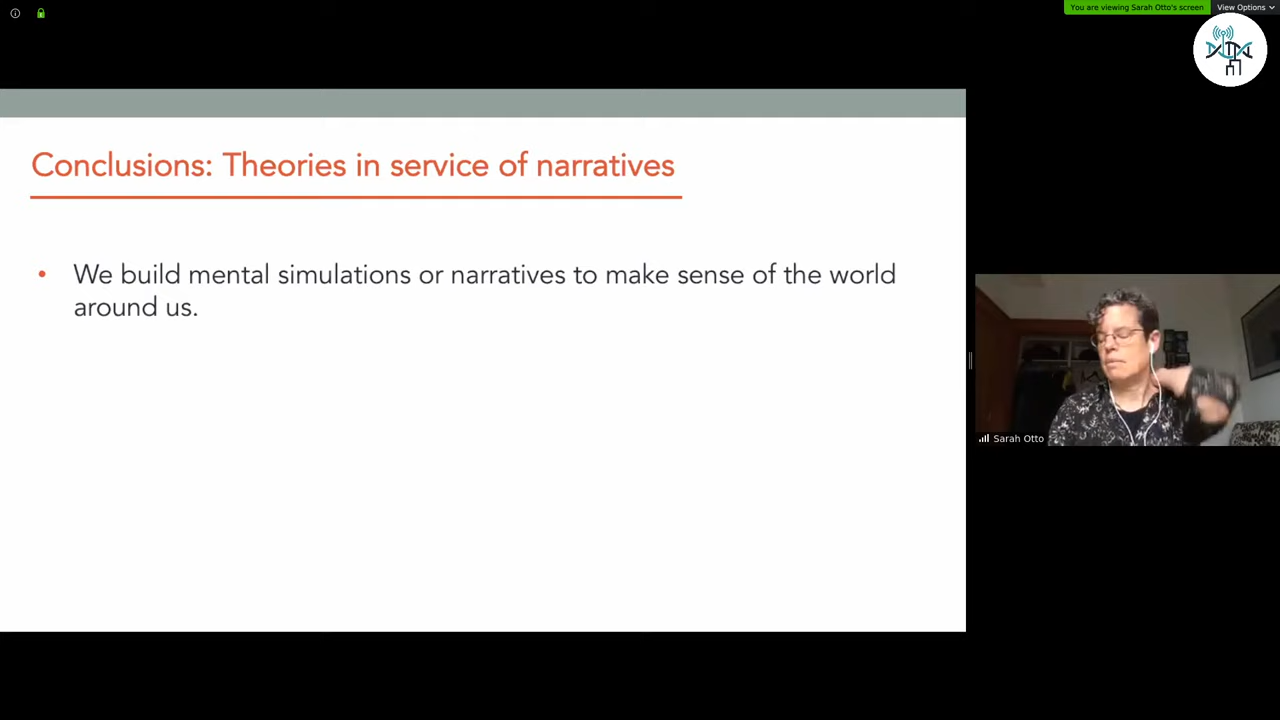 You are viewing Sarah Otto's screen
View Options
Conclusions: Theories in service of narratives
• We build mental simulations or narratives to make sense of the world
around us.
Sarah Otto